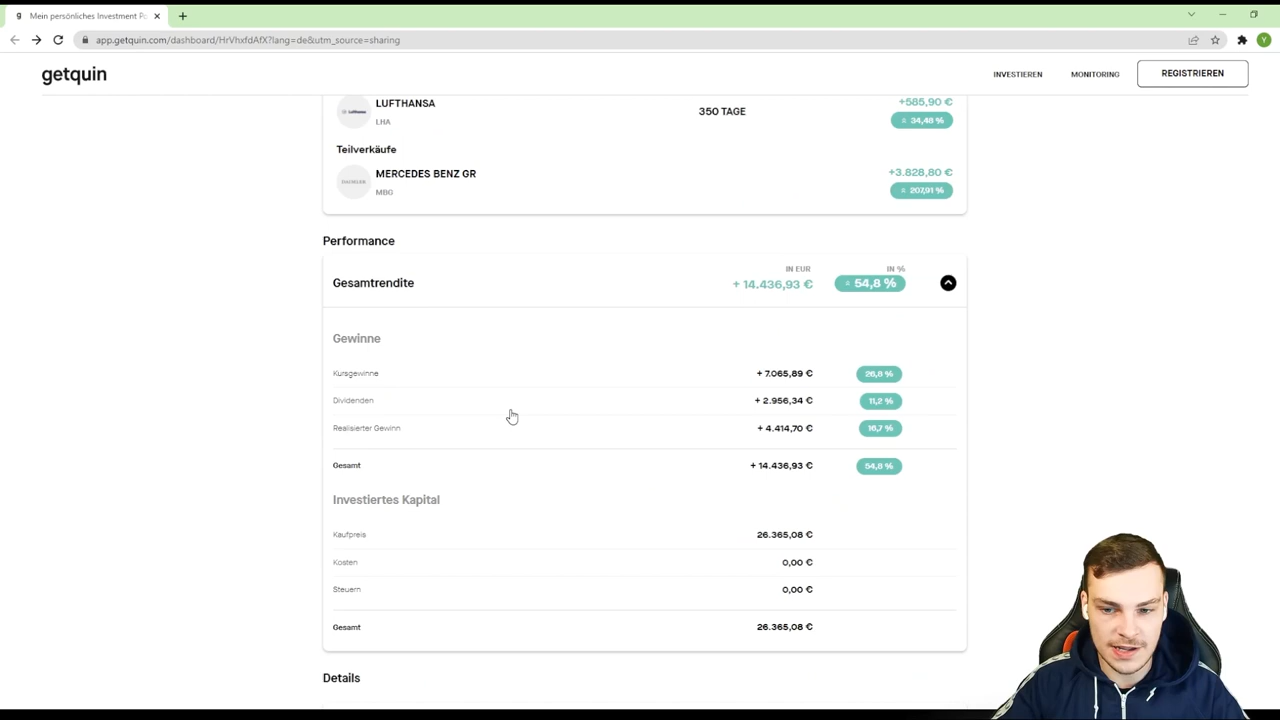 Mein persönliches Investment Po
app.getquin.com/dashboard/HrVhxfdAfX?lang=de&utm_source=sharing
Y
getquin
INVESTIEREN
MONITORING
REGISTRIEREN
LUFTHANSA
LHA
350 TAGE
+585,90 €
34,48 %
Teilverkäufe
DAIMLER
MERCEDES BENZ GR
MBG
+3.828,80 €
207,91 %
Performance
IN EUR
IN %
Gesamtrendite
+ 14.436,93 €
54,8 %
Gewinne
Kursgewinne
+ 7.065,89 €
26,8 %
Dividenden
+ 2.956,34 €
11,2 %
Realisierter Gewinn
+ 4.414,70 €
16,7 %
Gesamt
+ 14.436,93 €
54,8 %
Investiertes Kapital
Kaufpreis
26.365,08 €
Kosten
0,00 €
Steuern
0,00 €
Gesamt
26.365,08 €
Details